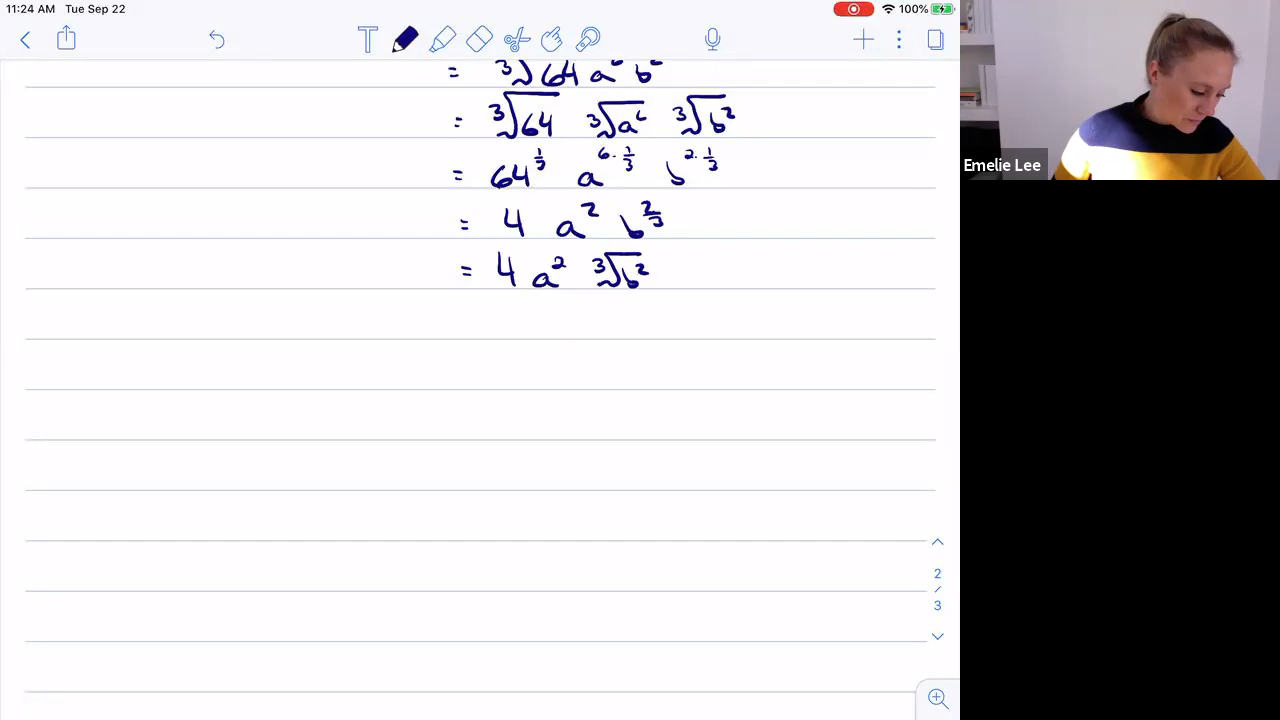 11:24 AM Tue Sep 22
100%
T
= ∛64 a⁶ b²
= ∛64 ∛a⁶ ∛b²
= 64^(1/3) a^(6·1/3) b^(2·1/3)
= 4 a² b^(2/3)
= 4 a² ∛b²
Emelie Lee
2
/
3